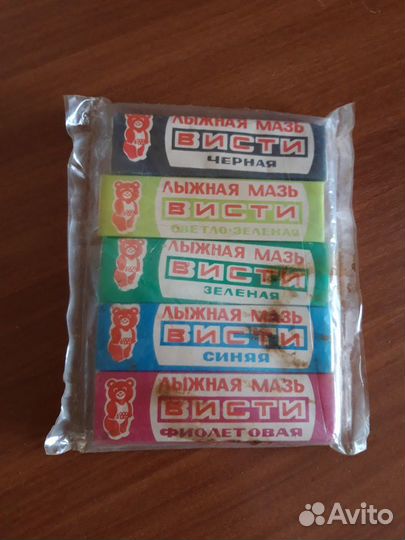 ЛЫЖНАЯ МАЗЬ
ВИСТИ
ЧЕРНАЯ
ЛЫЖНАЯ МАЗЬ
ВИСТИ
СВЕТЛО-ЗЕЛЕНАЯ
ЛЫЖНАЯ МАЗЬ
ВИСТИ
ЗЕЛЕНАЯ
ЛЫЖНАЯ МАЗЬ
ВИСТИ
СИНЯЯ
ЛЫЖНАЯ МАЗЬ
ВИСТИ
ФИОЛЕТОВАЯ
Avito